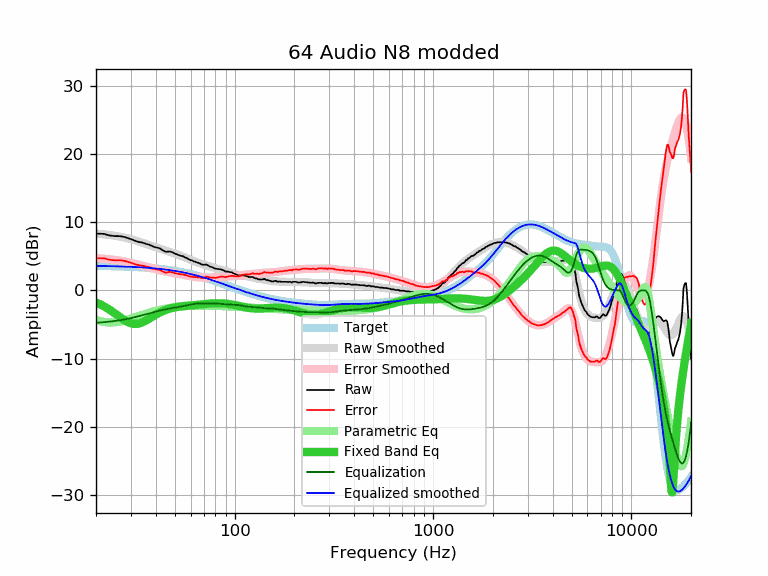 64 Audio N8 modded
30
20
10
0
−10
−20
−30
Amplitude (dBr)
Target
Raw Smoothed
Error Smoothed
Raw
Error
Parametric Eq
Fixed Band Eq
Equalization
Equalized smoothed
100 1000 10000
Frequency (Hz)